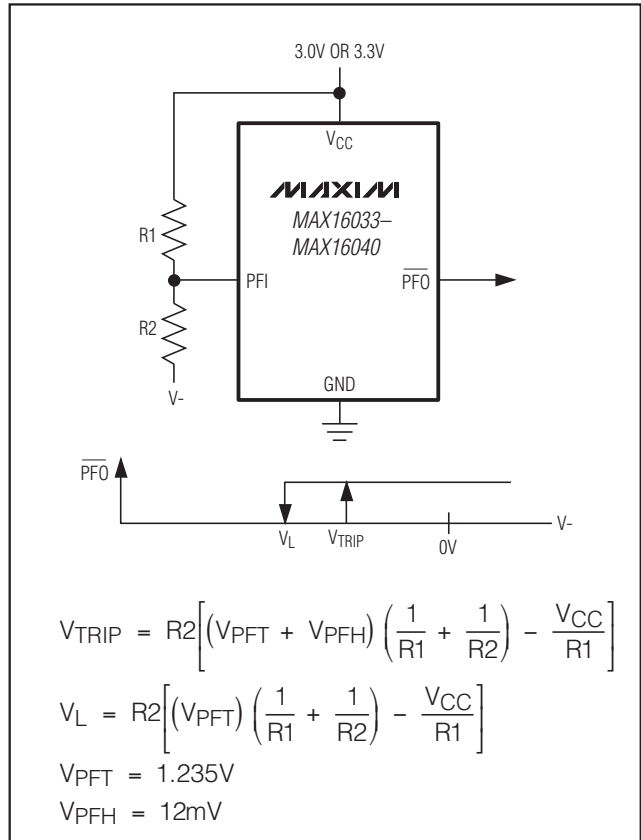 3.0V OR 3.3V
VCC
MAXIM
MAX16033–
MAX16040
R1
PFI
PFO
R2
V-
GND
PFO
VL VTRIP 0V V-
VTRIP = R2[(VPFT + VPFH) (1/R1 + 1/R2) – VCC/R1]
VL = R2[(VPFT) (1/R1 + 1/R2) – VCC/R1]
VPFT = 1.235V
VPFH = 12mV